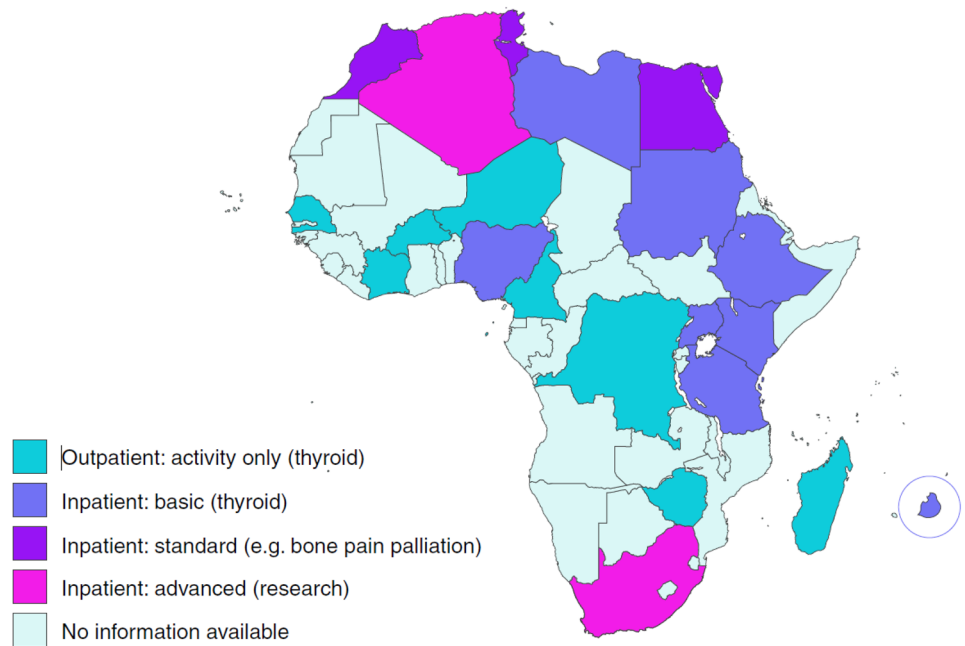 Outpatient: activity only (thyroid)
Inpatient: basic (thyroid)
Inpatient: standard (e.g. bone pain palliation)
Inpatient: advanced (research)
No information available